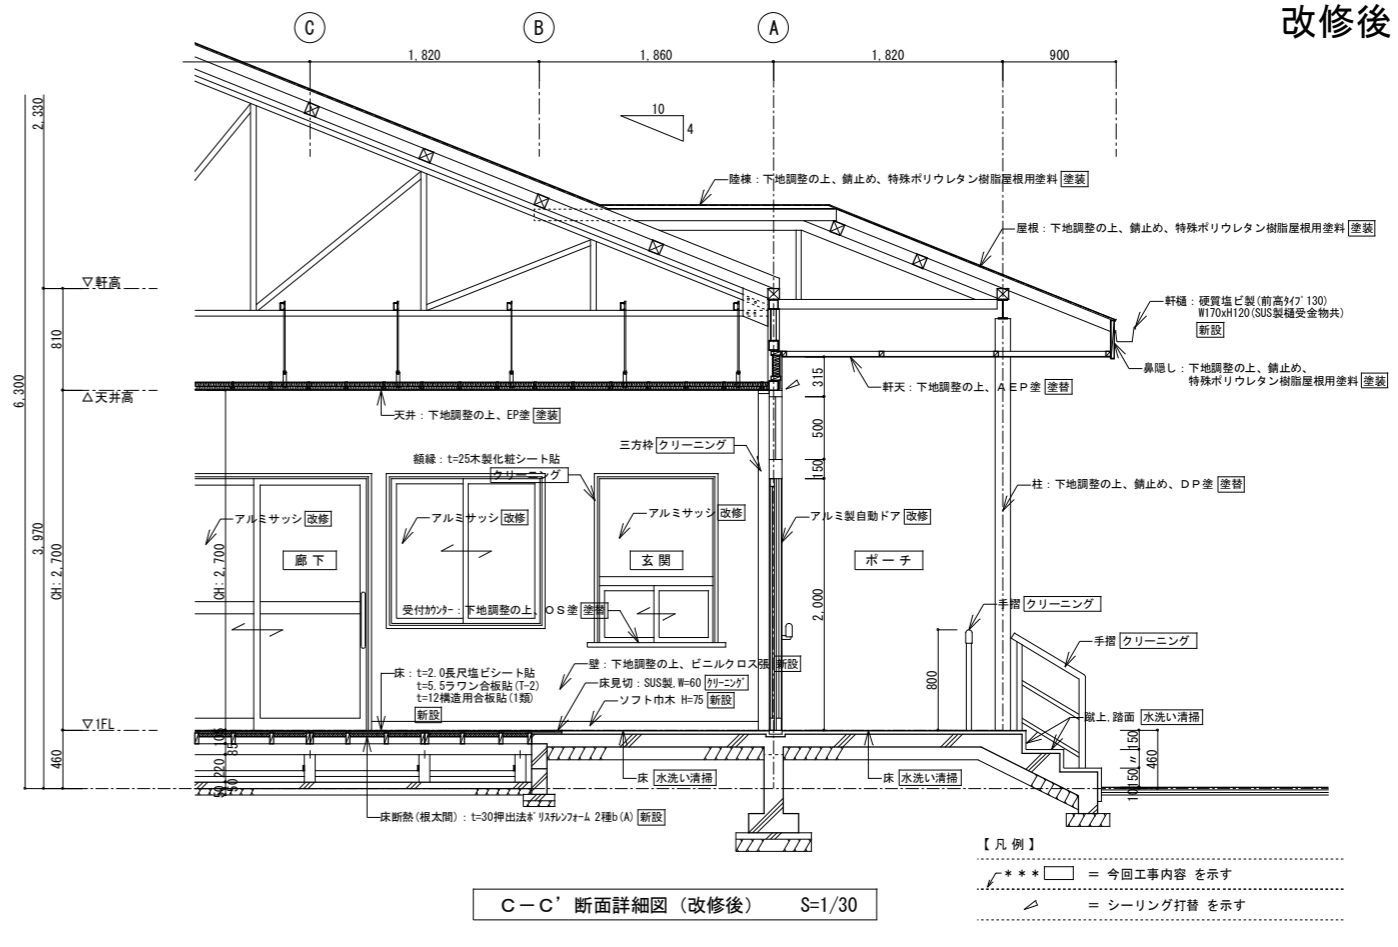 改修後
C
B
A
1,820
1,860
1,820
900
2,330
10
4
陸棟：下地調整の上、錆止め、特殊ポリウレタン樹脂屋根用塗料 塗装
屋根：下地調整の上、錆止め、特殊ポリウレタン樹脂屋根用塗料 塗装
▽軒高
軒樋：硬質塩ビ製(前高ﾀｲﾌﾟ130)
W170xH120(SUS製樋受金物共)
新設
810
6,300
315
鼻隠し：下地調整の上、錆止め、
特殊ポリウレタン樹脂屋根用塗料 塗装
軒天：下地調整の上、AEP塗 塗替
△天井高
天井：下地調整の上、EP塗 塗装
500
三方枠 クリーニング
額縁：t=25木製化粧シート貼
クリーニング
150
柱：下地調整の上、錆止め、DP塗 塗替
アルミサッシ 改修
アルミサッシ 改修
アルミサッシ 改修
アルミ製自動ドア 改修
3,970
CH:2,700
CH:2,700
廊下
玄関
ポーチ
2,000
受付ｶｳﾝﾀｰ：下地調整の上、OS塗 塗替
手摺 クリーニング
手摺 クリーニング
壁：下地調整の上、ビニルクロス張 新設
床：t=2.0長尺塩ビシート貼
t=5.5ラワン合板貼(T-2)
t=12構造用合板貼(1類)
新設
床見切：SUS製,W=60 ｸﾘｰﾆﾝｸﾞ
ソフト巾木 H=75 新設
800
▽1FL
蹴上,踏面 水洗い清掃
105
85
220
50
50
460
床 水洗い清掃
床 水洗い清掃
150
〃
150
10
460
床断熱(根太間)：t=30押出法ﾎﾟﾘｽﾁﾚﾝﾌｫｰﾑ 2種b(A) 新設
【凡例】
＊＊＊ ＝ 今回工事内容 を示す
＝ シーリング打替 を示す
C－C’断面詳細図（改修後） S=1/30